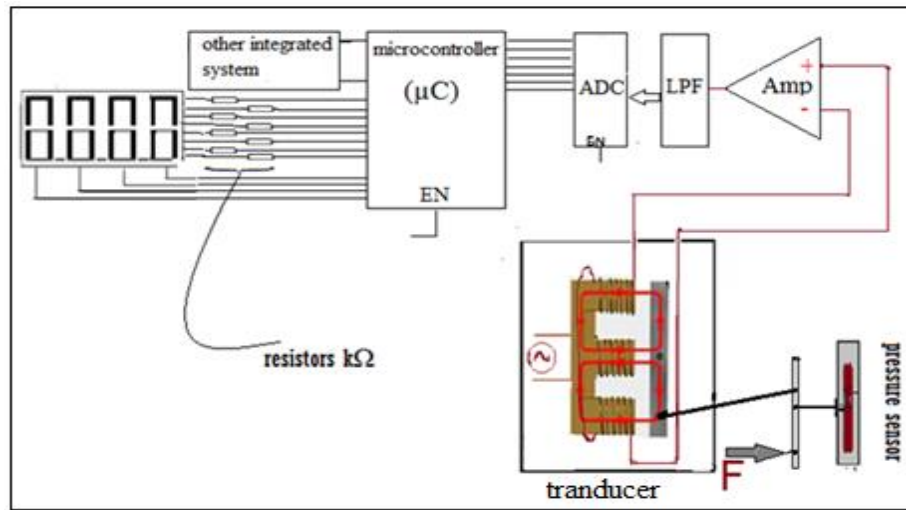 other integrated
system
microcontroller
(µC)
EN
ADC
EN
LPF
Amp
+
-
resistors kΩ
F
tranducer
pressure sensor